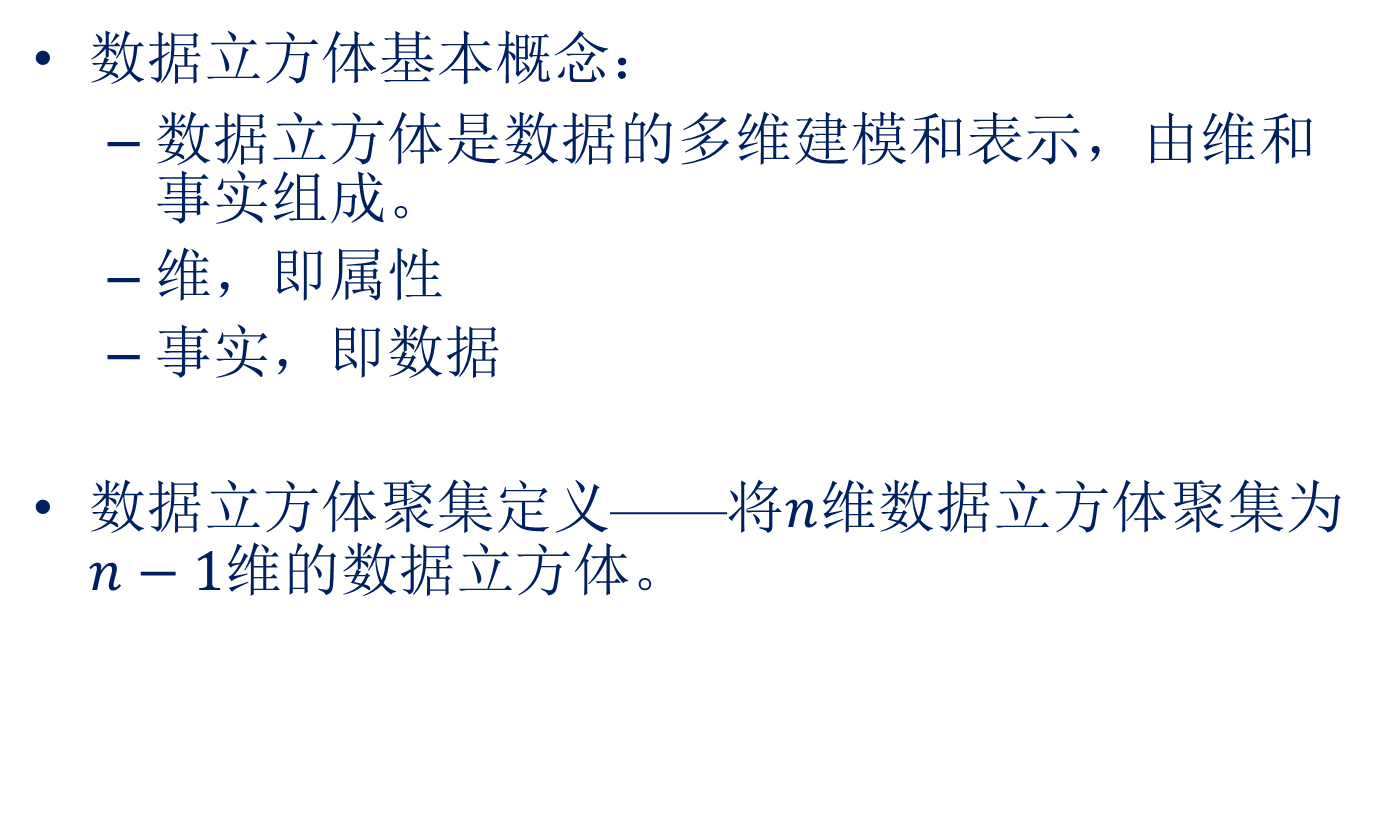 • 数据立方体基本概念：
– 数据立方体是数据的多维建模和表示，由维和
事实组成。
– 维，即属性
– 事实，即数据
• 数据立方体聚集定义——将n维数据立方体聚集为
n − 1维的数据立方体。